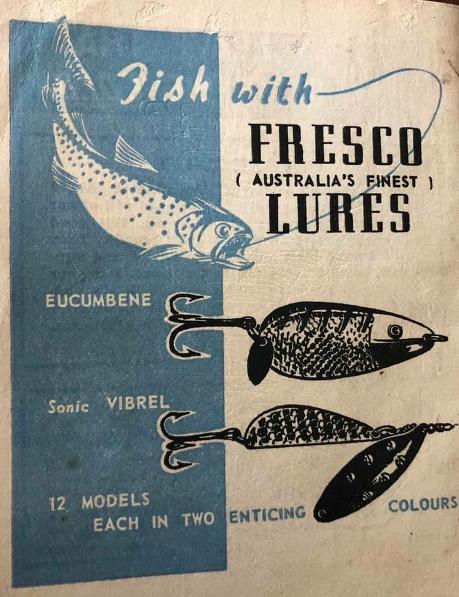 Fish with
FRESCO
( AUSTRALIA'S FINEST )
LURES
EUCUMBENE
Sonic VIBREL
12 MODELS
EACH IN TWO ENTICING COLOURS